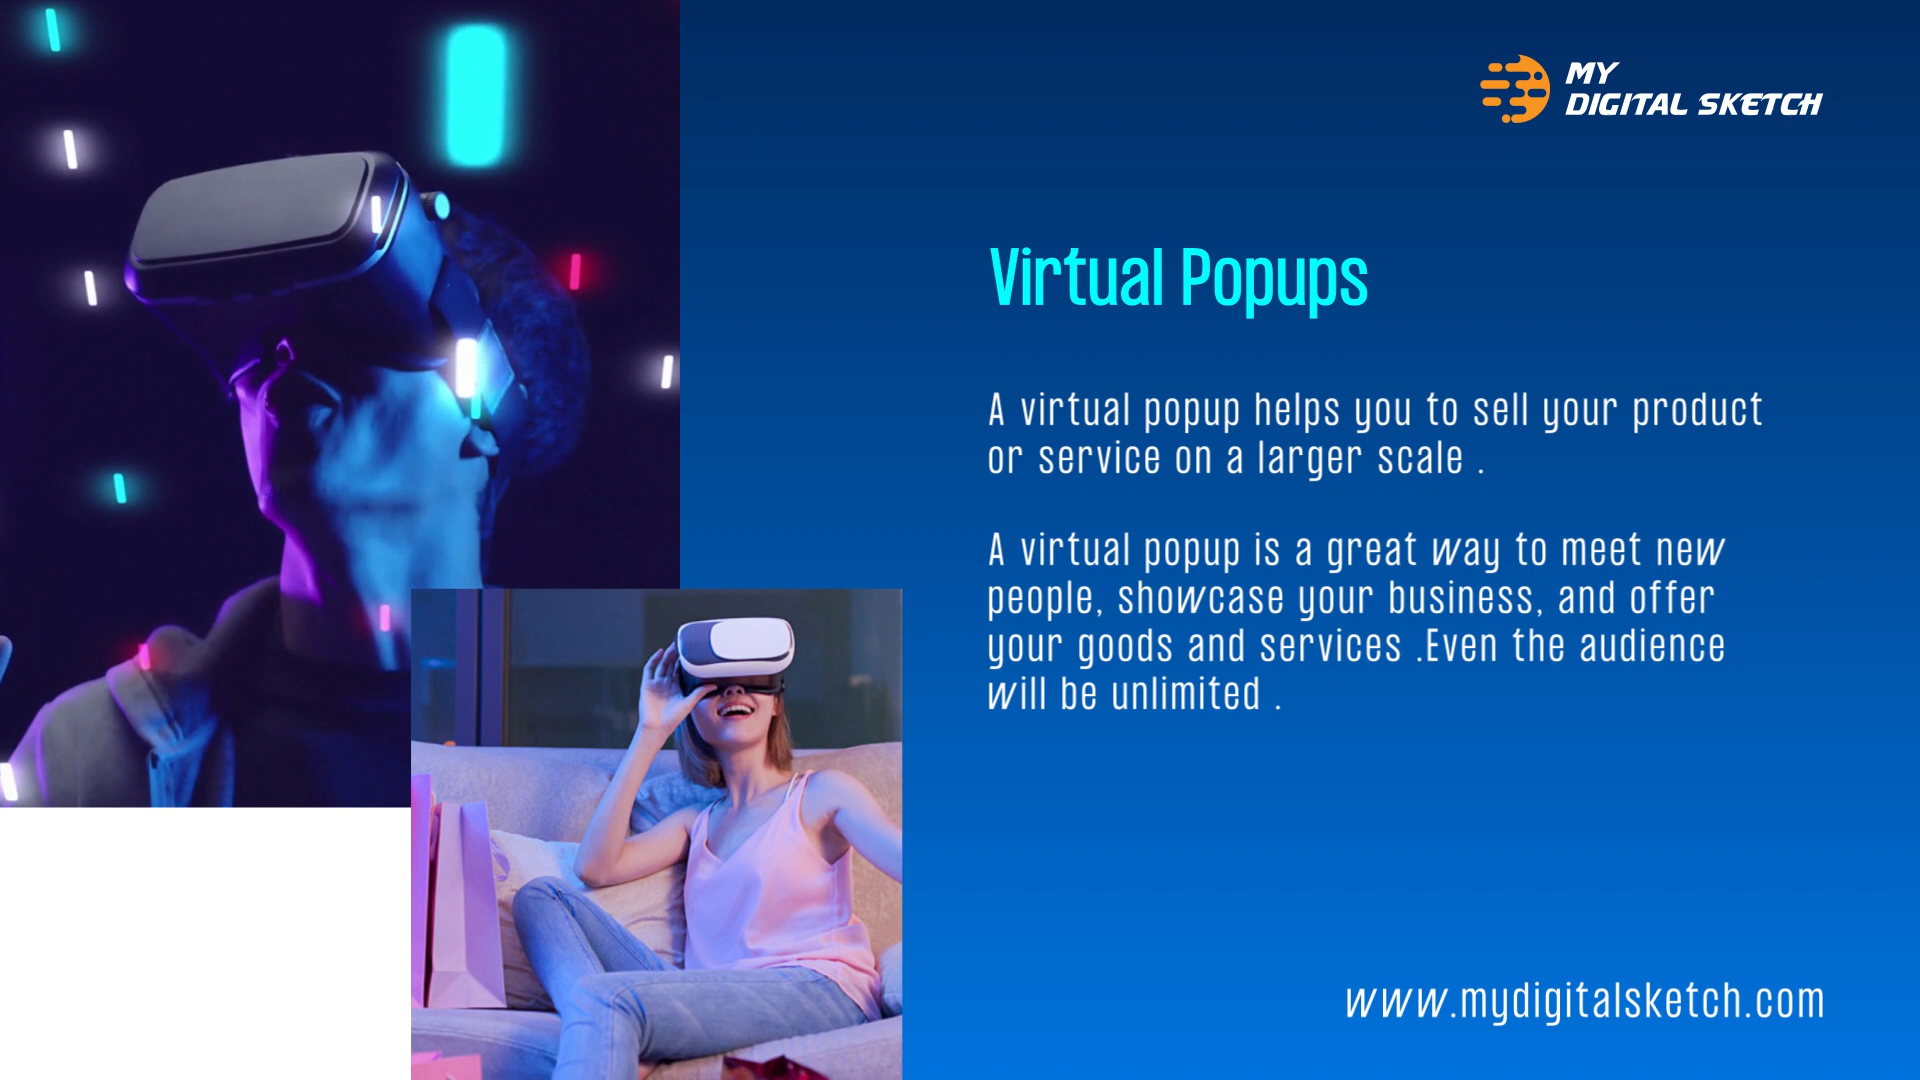 MY
DIGITAL SKETCH
Virtual Popups
A virtual popup helps you to sell your product
or service on a larger scale .
A virtual popup is a great way to meet new
people, showcase your business, and offer
your goods and services .Even the audience
will be unlimited .
www.mydigitalsketch.com